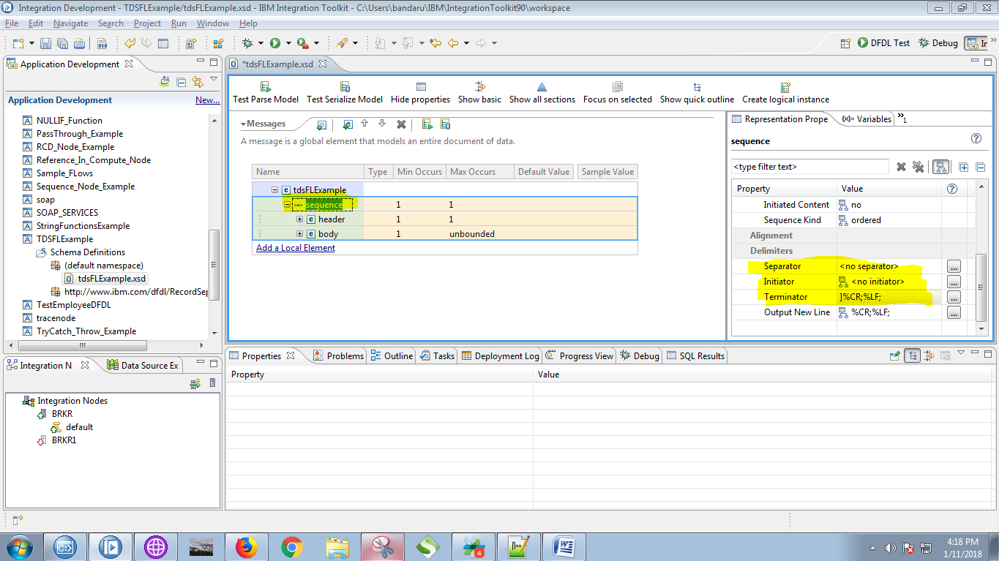 Integration Development - TDSFLExample/tdsFLExample.xsd - IBM Integration Toolkit - C:\Users\bandaru\IBM\IntegrationToolkit90\workspace
File Edit Navigate Search Project Run Window Help
DFDL Test Debug In
Application Development
*tdsFLExample.xsd
Test Parse Model Test Serialize Model Hide properties Show basic Show all sections Focus on selected Show quick outline Create logical instance
Application Development New...
NULLIF_Function
PassThrough_Example
RCD_Node_Example
Reference_In_Compute_Node
Sample_FLows
Sequence_Node_Example
soap
SOAP_SERVICES
StringFunctionsExample
TDSFLExample
Schema Definitions
(default namespace)
tdsFLExample.xsd
http://www.ibm.com/dfdl/RecordSep
TestEmployeeDFDL
tracenode
TryCatch_Throw_Example
Messages
A message is a global element that models an entire document of data.
Name Type Min Occurs Max Occurs Default Value Sample Value
tdsFLExample
sequence 1 1
header 1 1
body 1 unbounded
Add a Local Element
Representation Prope (x)= Variables »1
sequence
<type filter text>
Property Value
Initiated Content no
Sequence Kind ordered
Alignment
Delimiters
Separator <no separator> ...
Initiator <no initiator> ...
Terminator ]%CR;%LF; ...
Output New Line %CR;%LF; ...
Integration N Data Source Ex
Integration Nodes
BRKR
default
BRKR1
Properties Problems Outline Tasks Deployment Log Progress View Debug SQL Results
Property Value
4:18 PM
1/11/2018